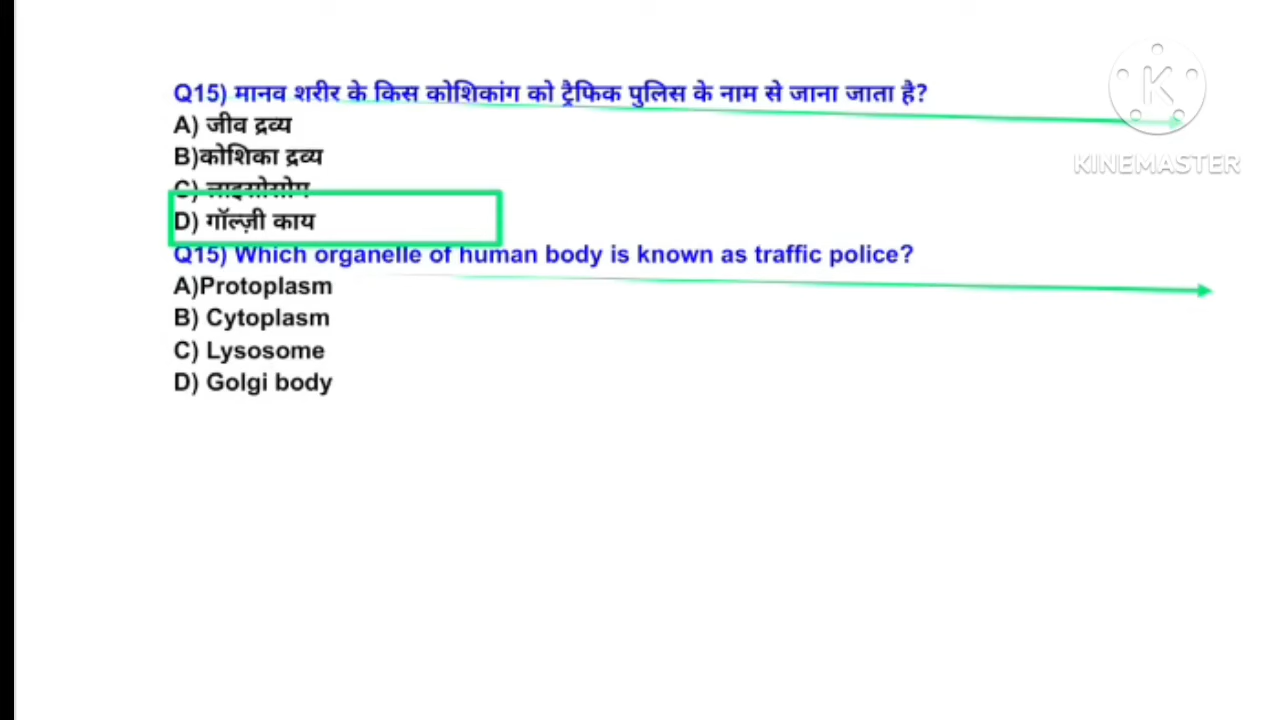 Q15) मानव शरीर के किस कोशिकांग को ट्रैफिक पुलिस के नाम से जाना जाता है?
A) जीव द्रव्य
B)कोशिका द्रव्य
C) लाइसोसोम
D) गॉल्ज़ी काय
Q15) Which organelle of human body is known as traffic police?
A)Protoplasm
B) Cytoplasm
C) Lysosome
D) Golgi body
K
KINEMASTER